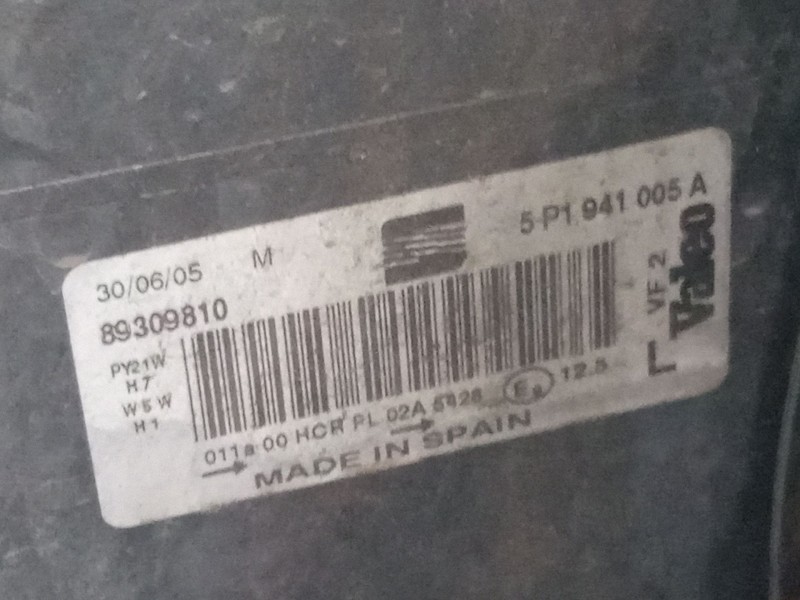 30/06/05 M 5P1 941 005 A
89309810
PY21W
H7
W5W
H1
VF 2
Valeo
L
011a 00 HCR PL 02A 5428 E9 12.5
MADE IN SPAIN